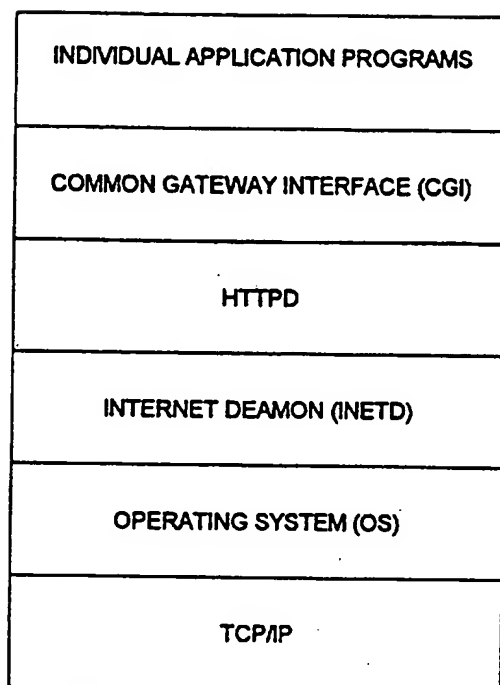 INDIVIDUAL APPLICATION PROGRAMS
COMMON GATEWAY INTERFACE (CGI)
HTTPD
INTERNET DEAMON (INETD)
OPERATING SYSTEM (OS)
TCP/IP